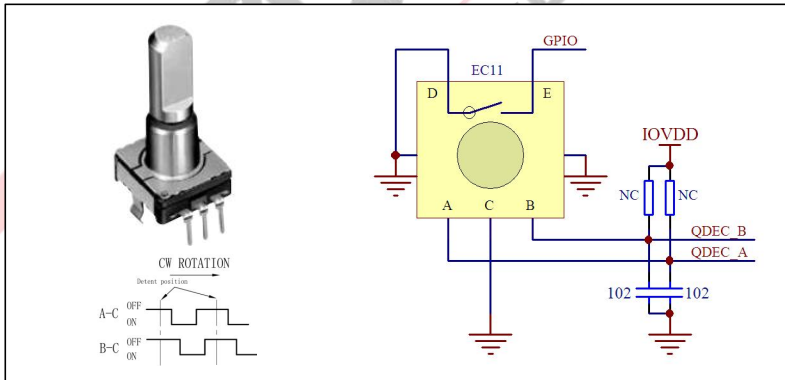 GPIO
EC11
D
E
IOVDD
NC
NC
A
C
B
QDEC_B
QDEC_A
CW ROTATION
Detent position
102
102
A-C
OFF
ON
B-C
OFF
ON